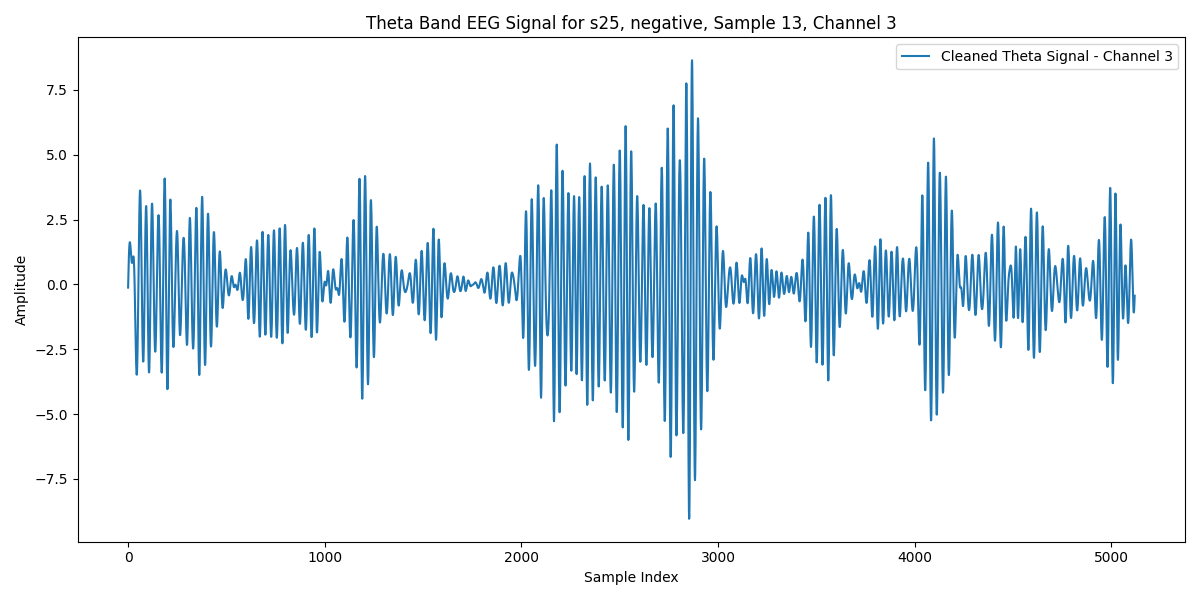 Theta Band EEG Signal for s25, negative, Sample 13, Channel 3
Cleaned Theta Signal - Channel 3
Amplitude
7.5
5.0
2.5
0.0
−2.5
−5.0
−7.5
0 1000 2000 3000 4000 5000
Sample Index